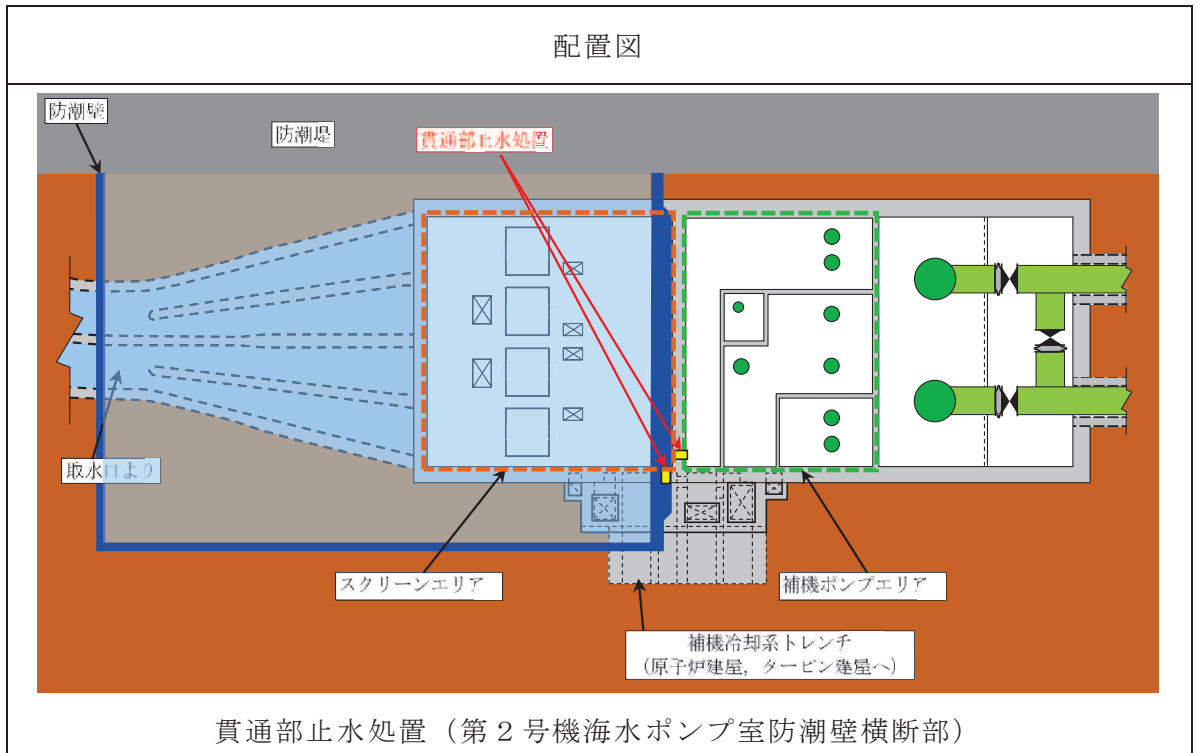 配置図
防潮壁
防潮堤
貫通部止水処置
取水口より
スクリーンエリア
補機ポンプエリア
補機冷却系トレンチ
(原子炉建屋，タービン建屋へ)
貫通部止水処置（第２号機海水ポンプ室防潮壁横断部）